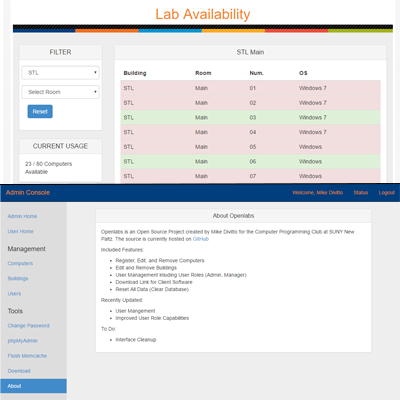 Lab Availability
FILTER
STL
Select Room
Reset
CURRENT USAGE
23 / 80 Computers
Available
STL Main
Building Room Num. OS
STL Main 01 Windows 7
STL Main 02 Windows 7
STL Main 03 Windows 7
STL Main 04 Windows 7
STL Main 05 Windows
STL Main 06 Windows
STL Main 07 Windows
Admin Console
Welcome, Mike Divitto Status Logout
Admin Home
User Home
Management
Computers
Buildings
Users
Tools
Change Password
phpMyAdmin
Flush Memcache
Download
About
About Openlabs
Openlabs is an Open Source Project created by Mike Divitto for the Computer Programming Club at SUNY New
Paltz. The source is currently hosted on GitHub
Included Features:
Register, Edit, and Remove Computers
Edit and Remove Buildings
User Management Inluding User Roles (Admin, Manager)
Download Link for Client Software
Reset All Data (Clear Database)
Recently Updated:
User Mangement
Improved User Role Capabilities
To Do:
Interface Cleanup